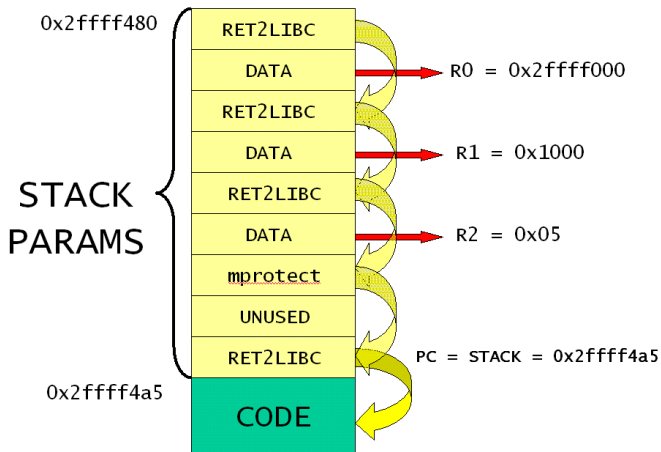 0x2ffff480
RET2LIBC
DATA
R0 = 0x2ffff000
RET2LIBC
DATA
R1 = 0x1000
STACK
PARAMS
RET2LIBC
DATA
R2 = 0x05
mprotect
UNUSED
RET2LIBC
PC = STACK = 0x2ffff4a5
0x2ffff4a5
CODE